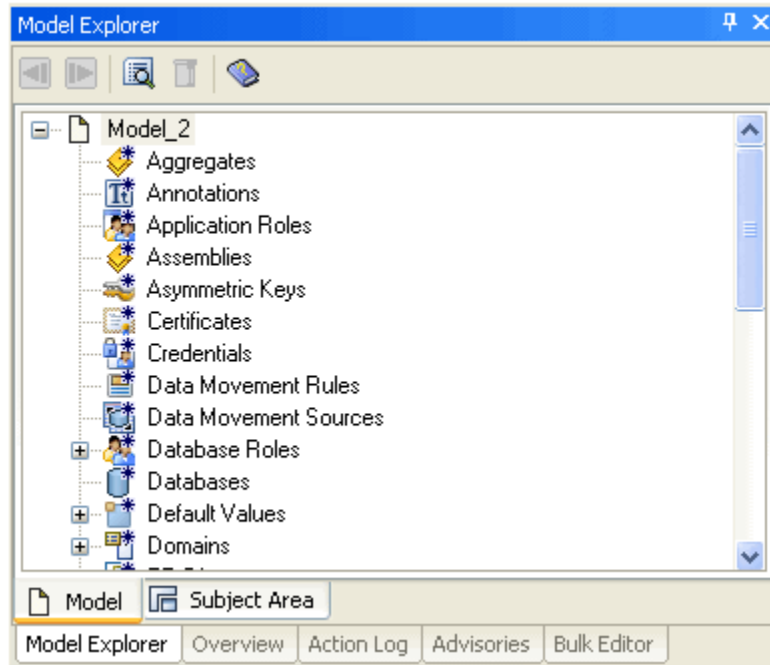 Model Explorer
Model_2
Aggregates
Annotations
Application Roles
Assemblies
Asymmetric Keys
Certificates
Credentials
Data Movement Rules
Data Movement Sources
Database Roles
Databases
Default Values
Domains
Model Subject Area
Model Explorer Overview Action Log Advisories Bulk Editor